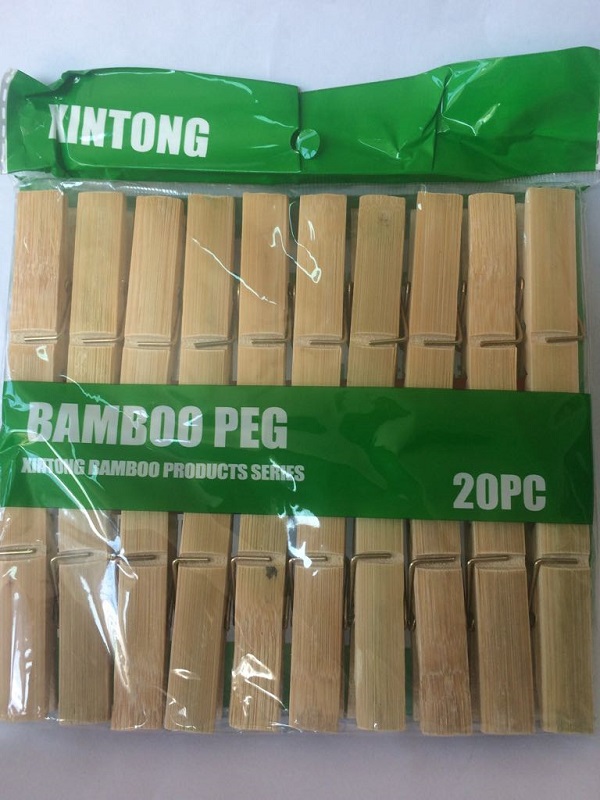 XINTONG
BAMBOO PEG
XINTONG BAMBOO PRODUCTS SERIES
20PC